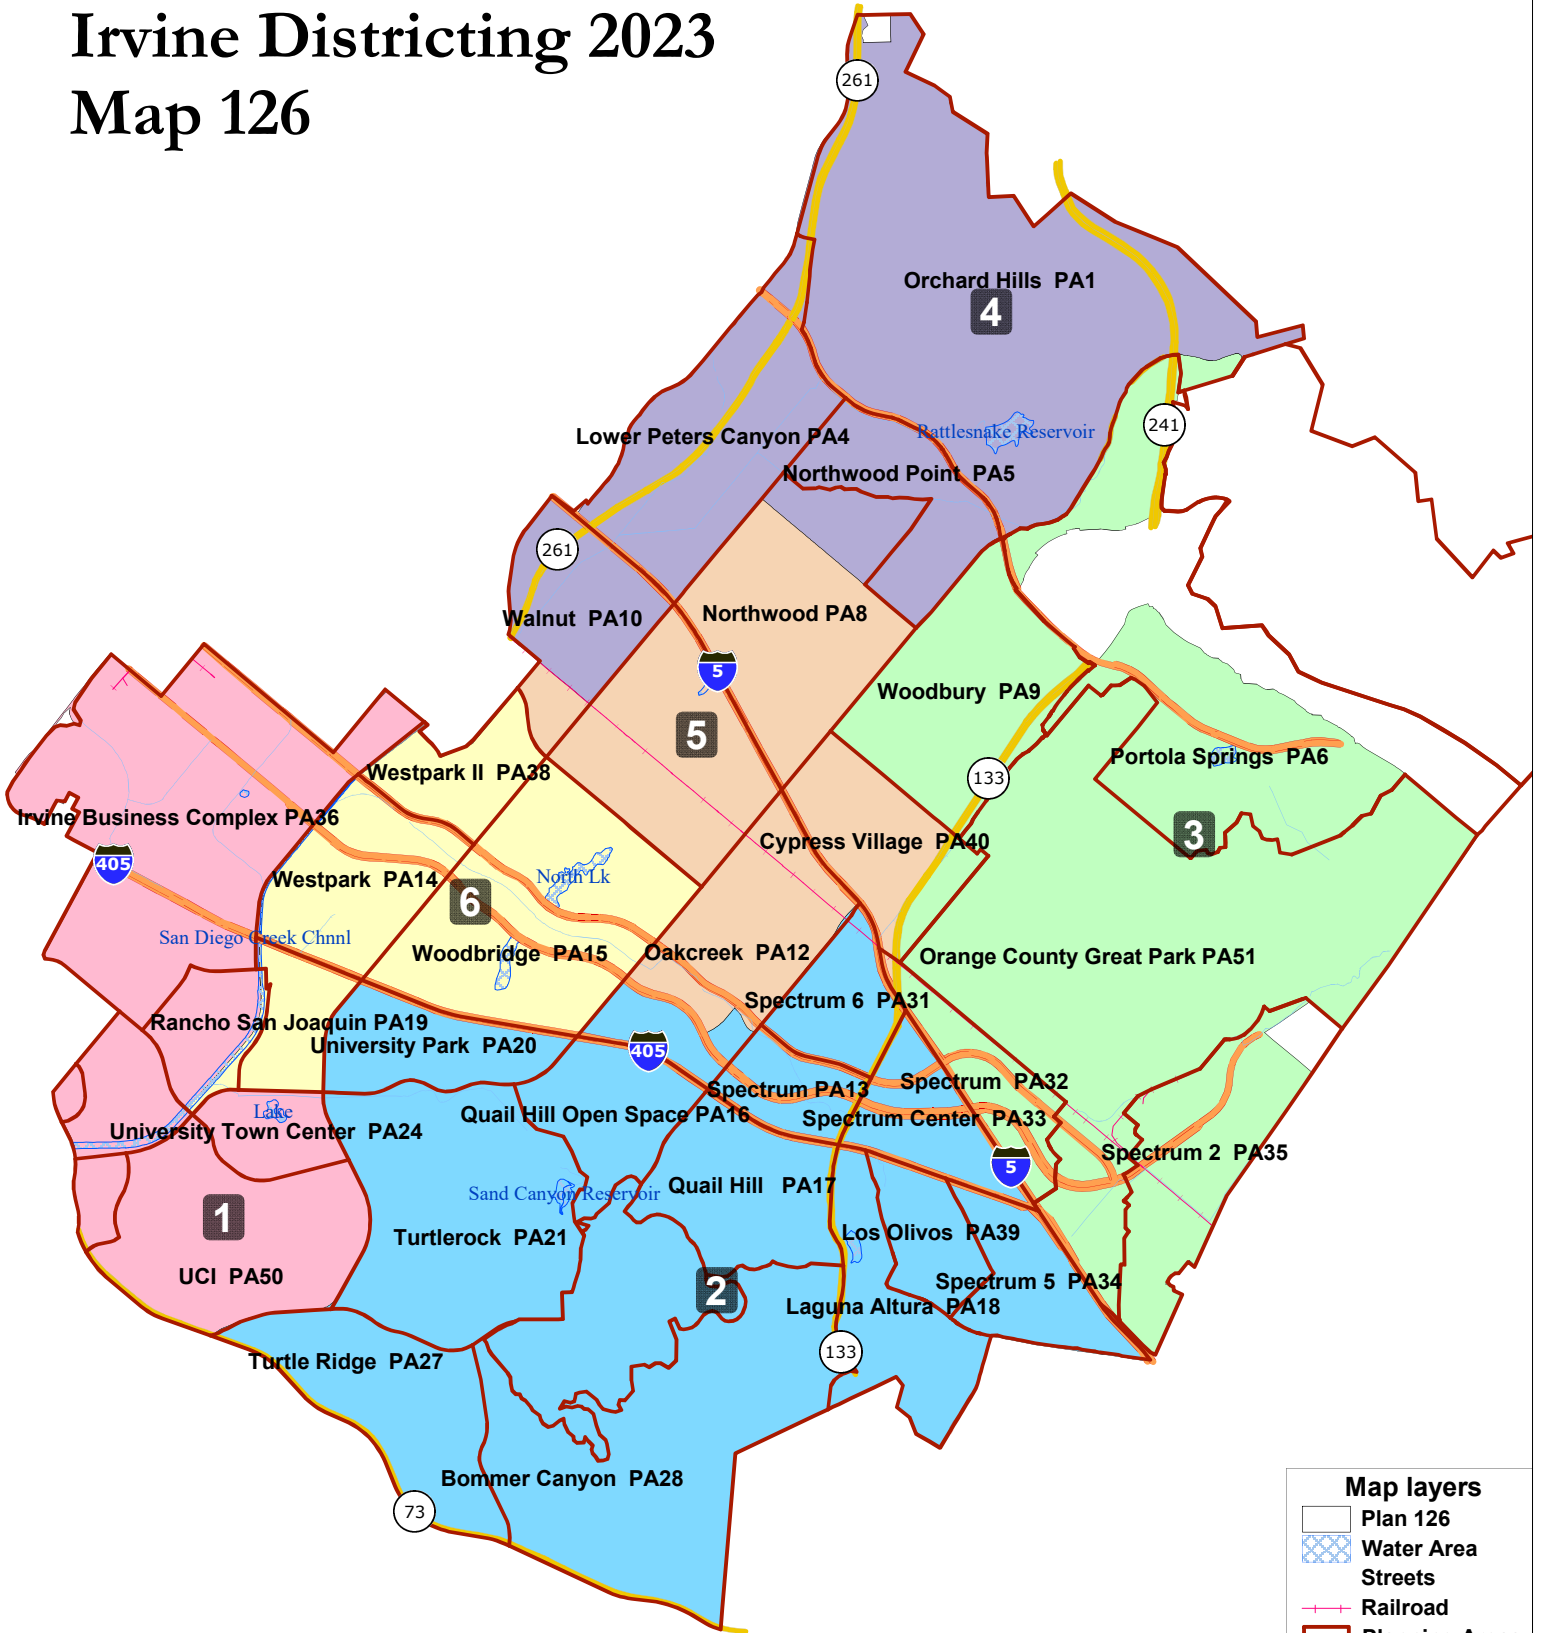 Irvine Districting 2023
Map 126
261
Orchard Hills PA1
4
241
Rattlesnake Reservoir
Lower Peters Canyon PA4
Northwood Point PA5
261
Walnut PA10
Northwood PA8
5
Woodbury PA9
5
Portola Springs PA6
Westpark II PA38
133
Irvine Business Complex PA36
3
Cypress Village PA40
405
North Lk
Westpark PA14
6
San Diego Creek Chnnl
Woodbridge PA15
Oakcreek PA12
Orange County Great Park PA51
Spectrum 6 PA31
Rancho San Joaquin PA19
University Park PA20
405
Spectrum PA13
Spectrum PA32
Lake
Quail Hill Open Space PA16
Spectrum Center PA33
University Town Center PA24
Spectrum 2 PA35
5
Sand Canyon Reservoir
Quail Hill PA17
1
Turtlerock PA21
Los Olivos PA39
UCI PA50
2
Spectrum 5 PA34
Laguna Altura PA18
133
Turtle Ridge PA27
Bommer Canyon PA28
73
Map layers
Plan 126
Water Area
Streets
Railroad